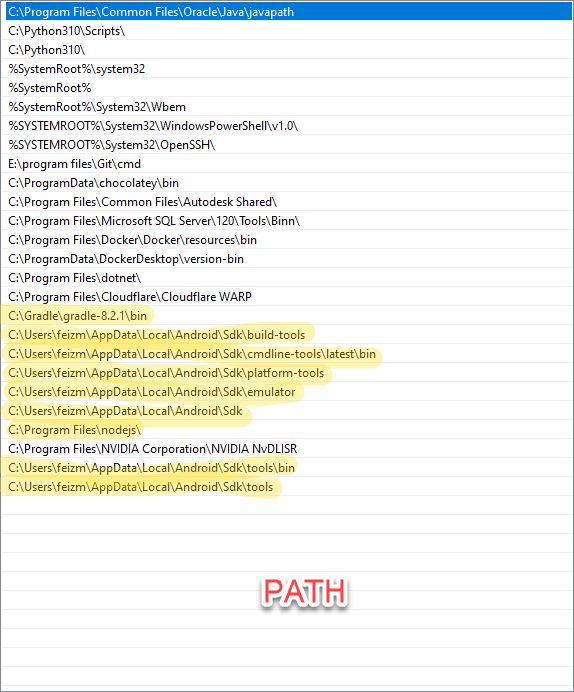 C:\Program Files\Common Files\Oracle\Java\javapath
C:\Python310\Scripts\
C:\Python310\
%SystemRoot%\system32
%SystemRoot%
%SystemRoot%\System32\Wbem
%SYSTEMROOT%\System32\WindowsPowerShell\v1.0\
%SYSTEMROOT%\System32\OpenSSH\
E:\program files\Git\cmd
C:\ProgramData\chocolatey\bin
C:\Program Files\Common Files\Autodesk Shared\
C:\Program Files\Microsoft SQL Server\120\Tools\Binn\
C:\Program Files\Docker\Docker\resources\bin
C:\ProgramData\DockerDesktop\version-bin
C:\Program Files\dotnet\
C:\Program Files\Cloudflare\Cloudflare WARP
C:\Gradle\gradle-8.2.1\bin
C:\Users\feizm\AppData\Local\Android\Sdk\build-tools
C:\Users\feizm\AppData\Local\Android\Sdk\cmdline-tools\latest\bin
C:\Users\feizm\AppData\Local\Android\Sdk\platform-tools
C:\Users\feizm\AppData\Local\Android\Sdk\emulator
C:\Users\feizm\AppData\Local\Android\Sdk
C:\Program Files\nodejs\
C:\Program Files\NVIDIA Corporation\NVIDIA NvDLISR
C:\Users\feizm\AppData\Local\Android\Sdk\tools\bin
C:\Users\feizm\AppData\Local\Android\Sdk\tools
PATH